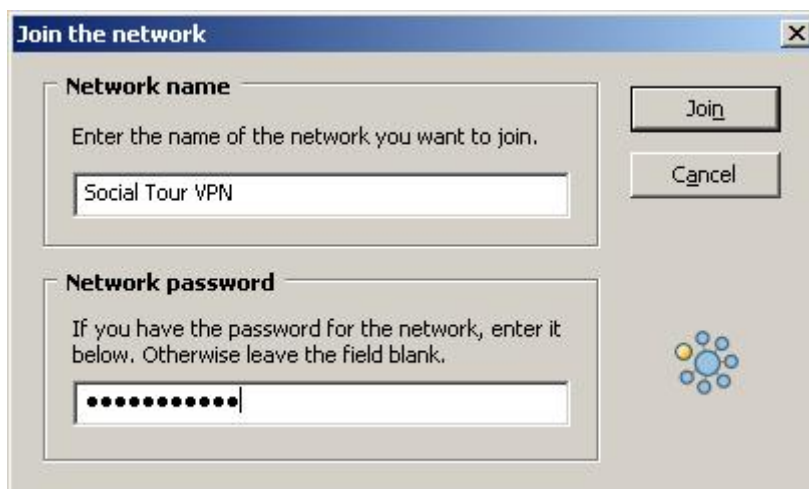 Join the network
Network name
Enter the name of the network you want to join.
Social Tour VPN
Join
Cancel
Network password
If you have the password for the network, enter it
below. Otherwise leave the field blank.
●●●●●●●●●●●